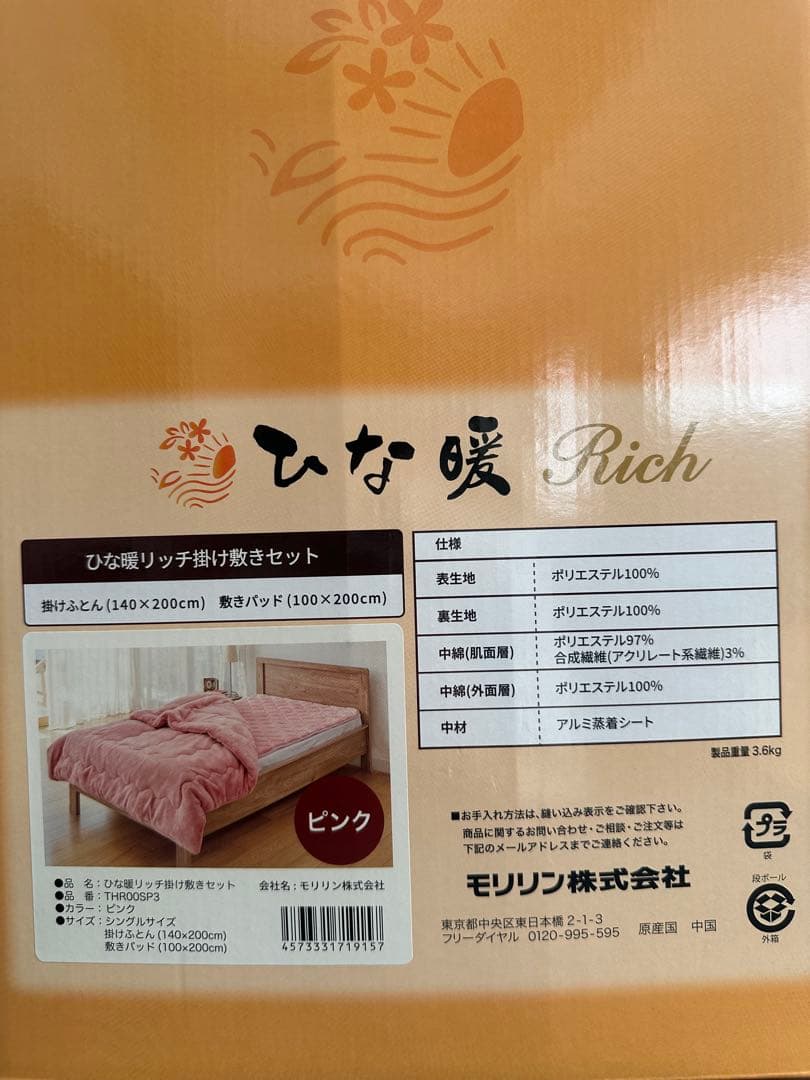 ひな暖 Rich
ひな暖リッチ掛け敷きセット
掛けふとん(140×200cm) 敷きパッド(100×200cm)
ピンク
●品 名：ひな暖リッチ掛け敷きセット 会社名：モリリン株式会社
●品 番：THR00SP3
●カラー：ピンク
●サイズ：シングルサイズ
掛けふとん(140×200cm)
敷きパッド(100×200cm)
4573331719157
仕様
表生地 ポリエステル100%
裏生地 ポリエステル100%
中綿(肌面層) ポリエステル97%
合成繊維(アクリレート系繊維)3%
中綿(外面層) ポリエステル100%
中材 アルミ蒸着シート
製品重量3.6kg
■お手入れ方法は、縫い込み表示をご確認下さい。
商品に関するお問い合わせ・ご相談・ご注文等は
下記のメールアドレスまでご連絡ください。
モリリン株式会社
東京都中央区東日本橋2-1-3
フリーダイヤル 0120-995-595 原産国 中国
プラ
袋
段ボール
外箱